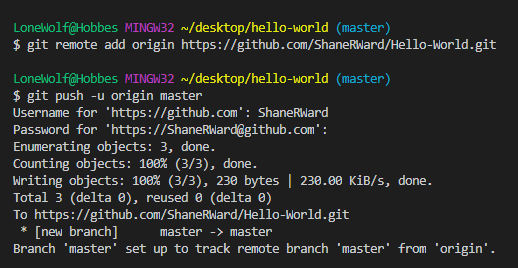 LoneWolf@Hobbes MINGW32 ~/desktop/hello-world (master)
$ git remote add origin https://github.com/ShaneRWard/Hello-World.git
LoneWolf@Hobbes MINGW32 ~/desktop/hello-world (master)
$ git push -u origin master
Username for 'https://github.com': ShaneRWard
Password for 'https://ShaneRWard@github.com':
Enumerating objects: 3, done.
Counting objects: 100% (3/3), done.
Writing objects: 100% (3/3), 230 bytes | 230.00 KiB/s, done.
Total 3 (delta 0), reused 0 (delta 0)
To https://github.com/ShaneRWard/Hello-World.git
 * [new branch]      master -> master
Branch 'master' set up to track remote branch 'master' from 'origin'.